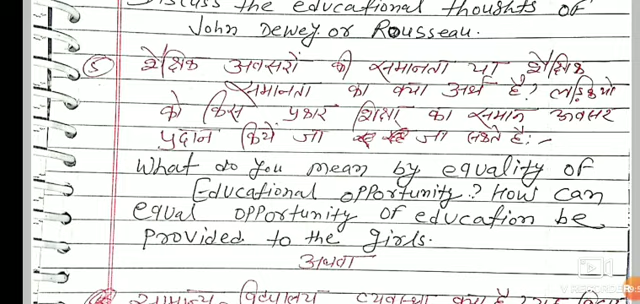 Discuss the educational thoughts of
John Dewey or Rousseau.
(5) शैक्षिक अवसरों की समानता या शैक्षिक
समानता का क्या अर्थ है? लड़कियो
को किस प्रकार शिक्षा का समान अवसर
प्रदान किये जा जा सकते है:-
What do you mean by equality of
Educational opportunity? How can
equal opportunity of education be
provided to the girls.
अथवा
सामान्य विद्यालय व्यवस्था क्या है?